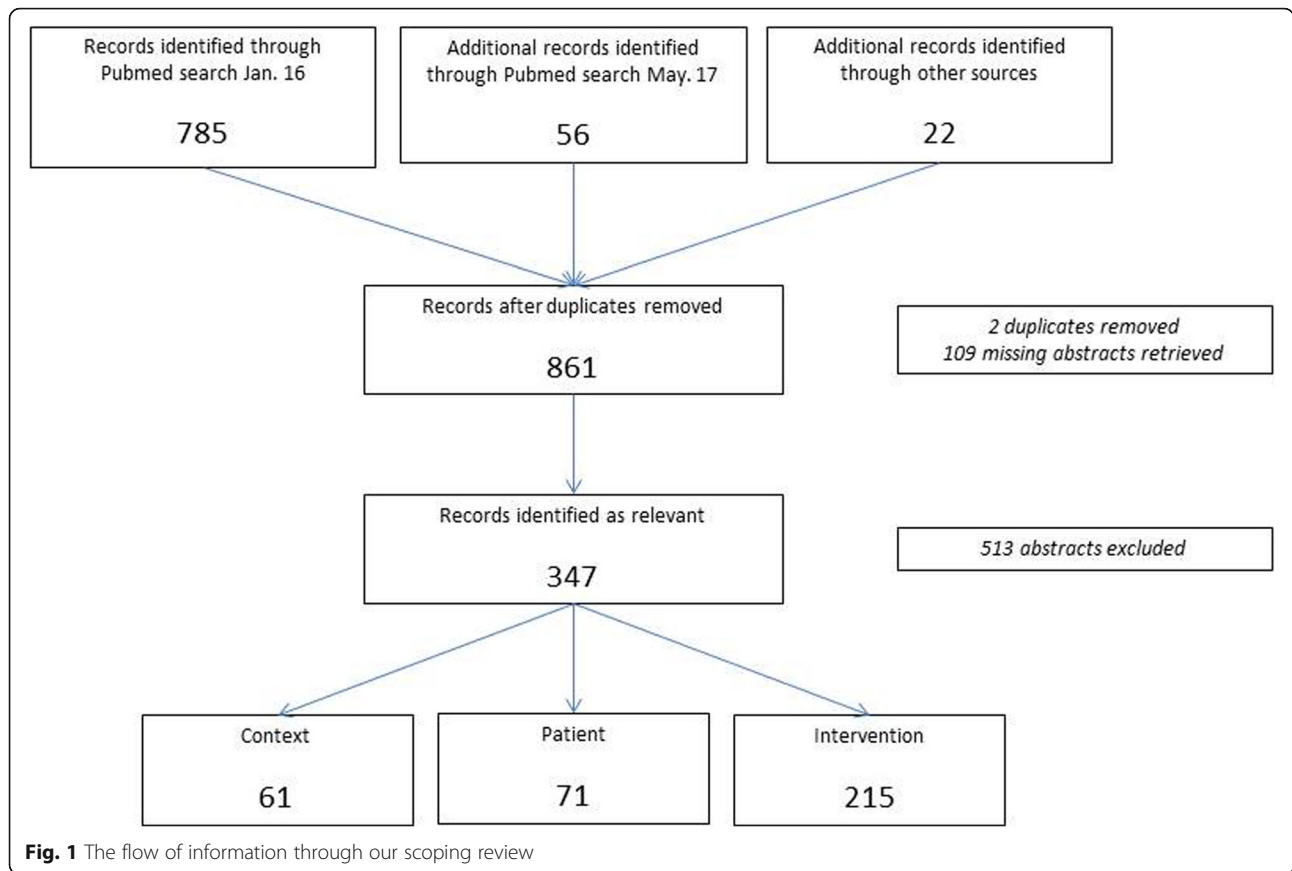 Records identified through
Pubmed search Jan. 16
785
Additional records identified
through Pubmed search May. 17
56
Additional records identified
through other sources
22
Records after duplicates removed
861
2 duplicates removed
109 missing abstracts retrieved
Records identified as relevant
347
513 abstracts excluded
Context
61
Patient
71
Intervention
215
Fig. 1 The flow of information through our scoping review